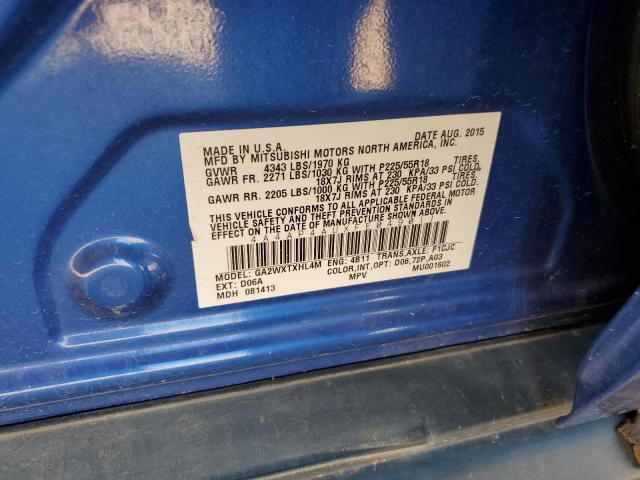 MADE IN U.S.A. DATE AUG. 2015
MFD BY MITSUBISHI MOTORS NORTH AMERICA, INC.
GVWR 4343 LBS/1970 KG
GAWR FR. 2271 LBS/1030 KG WITH P225/55R18 TIRES,
18X7J RIMS AT 230 KPA/33 PSI COLD.
GAWR RR. 2205 LBS/1000 KG WITH P225/55R18 TIRES,
18X7J RIMS AT 230 KPA/33 PSI COLD.
THIS VEHICLE CONFORMS TO ALL APPLICABLE FEDERAL MOTOR
VEHICLE SAFETY STANDARDS IN EFFECT ON THE DATE OF
MANUFACTURE SHOWN ABOVE.
MODEL: GA2WXTXHL4M ENG: 4B11 TRANS,AXLE: F1CJC
EXT: D06A COLOR,INT,OPT: D06,72P,A03
MDH 081413 MPV MU001602